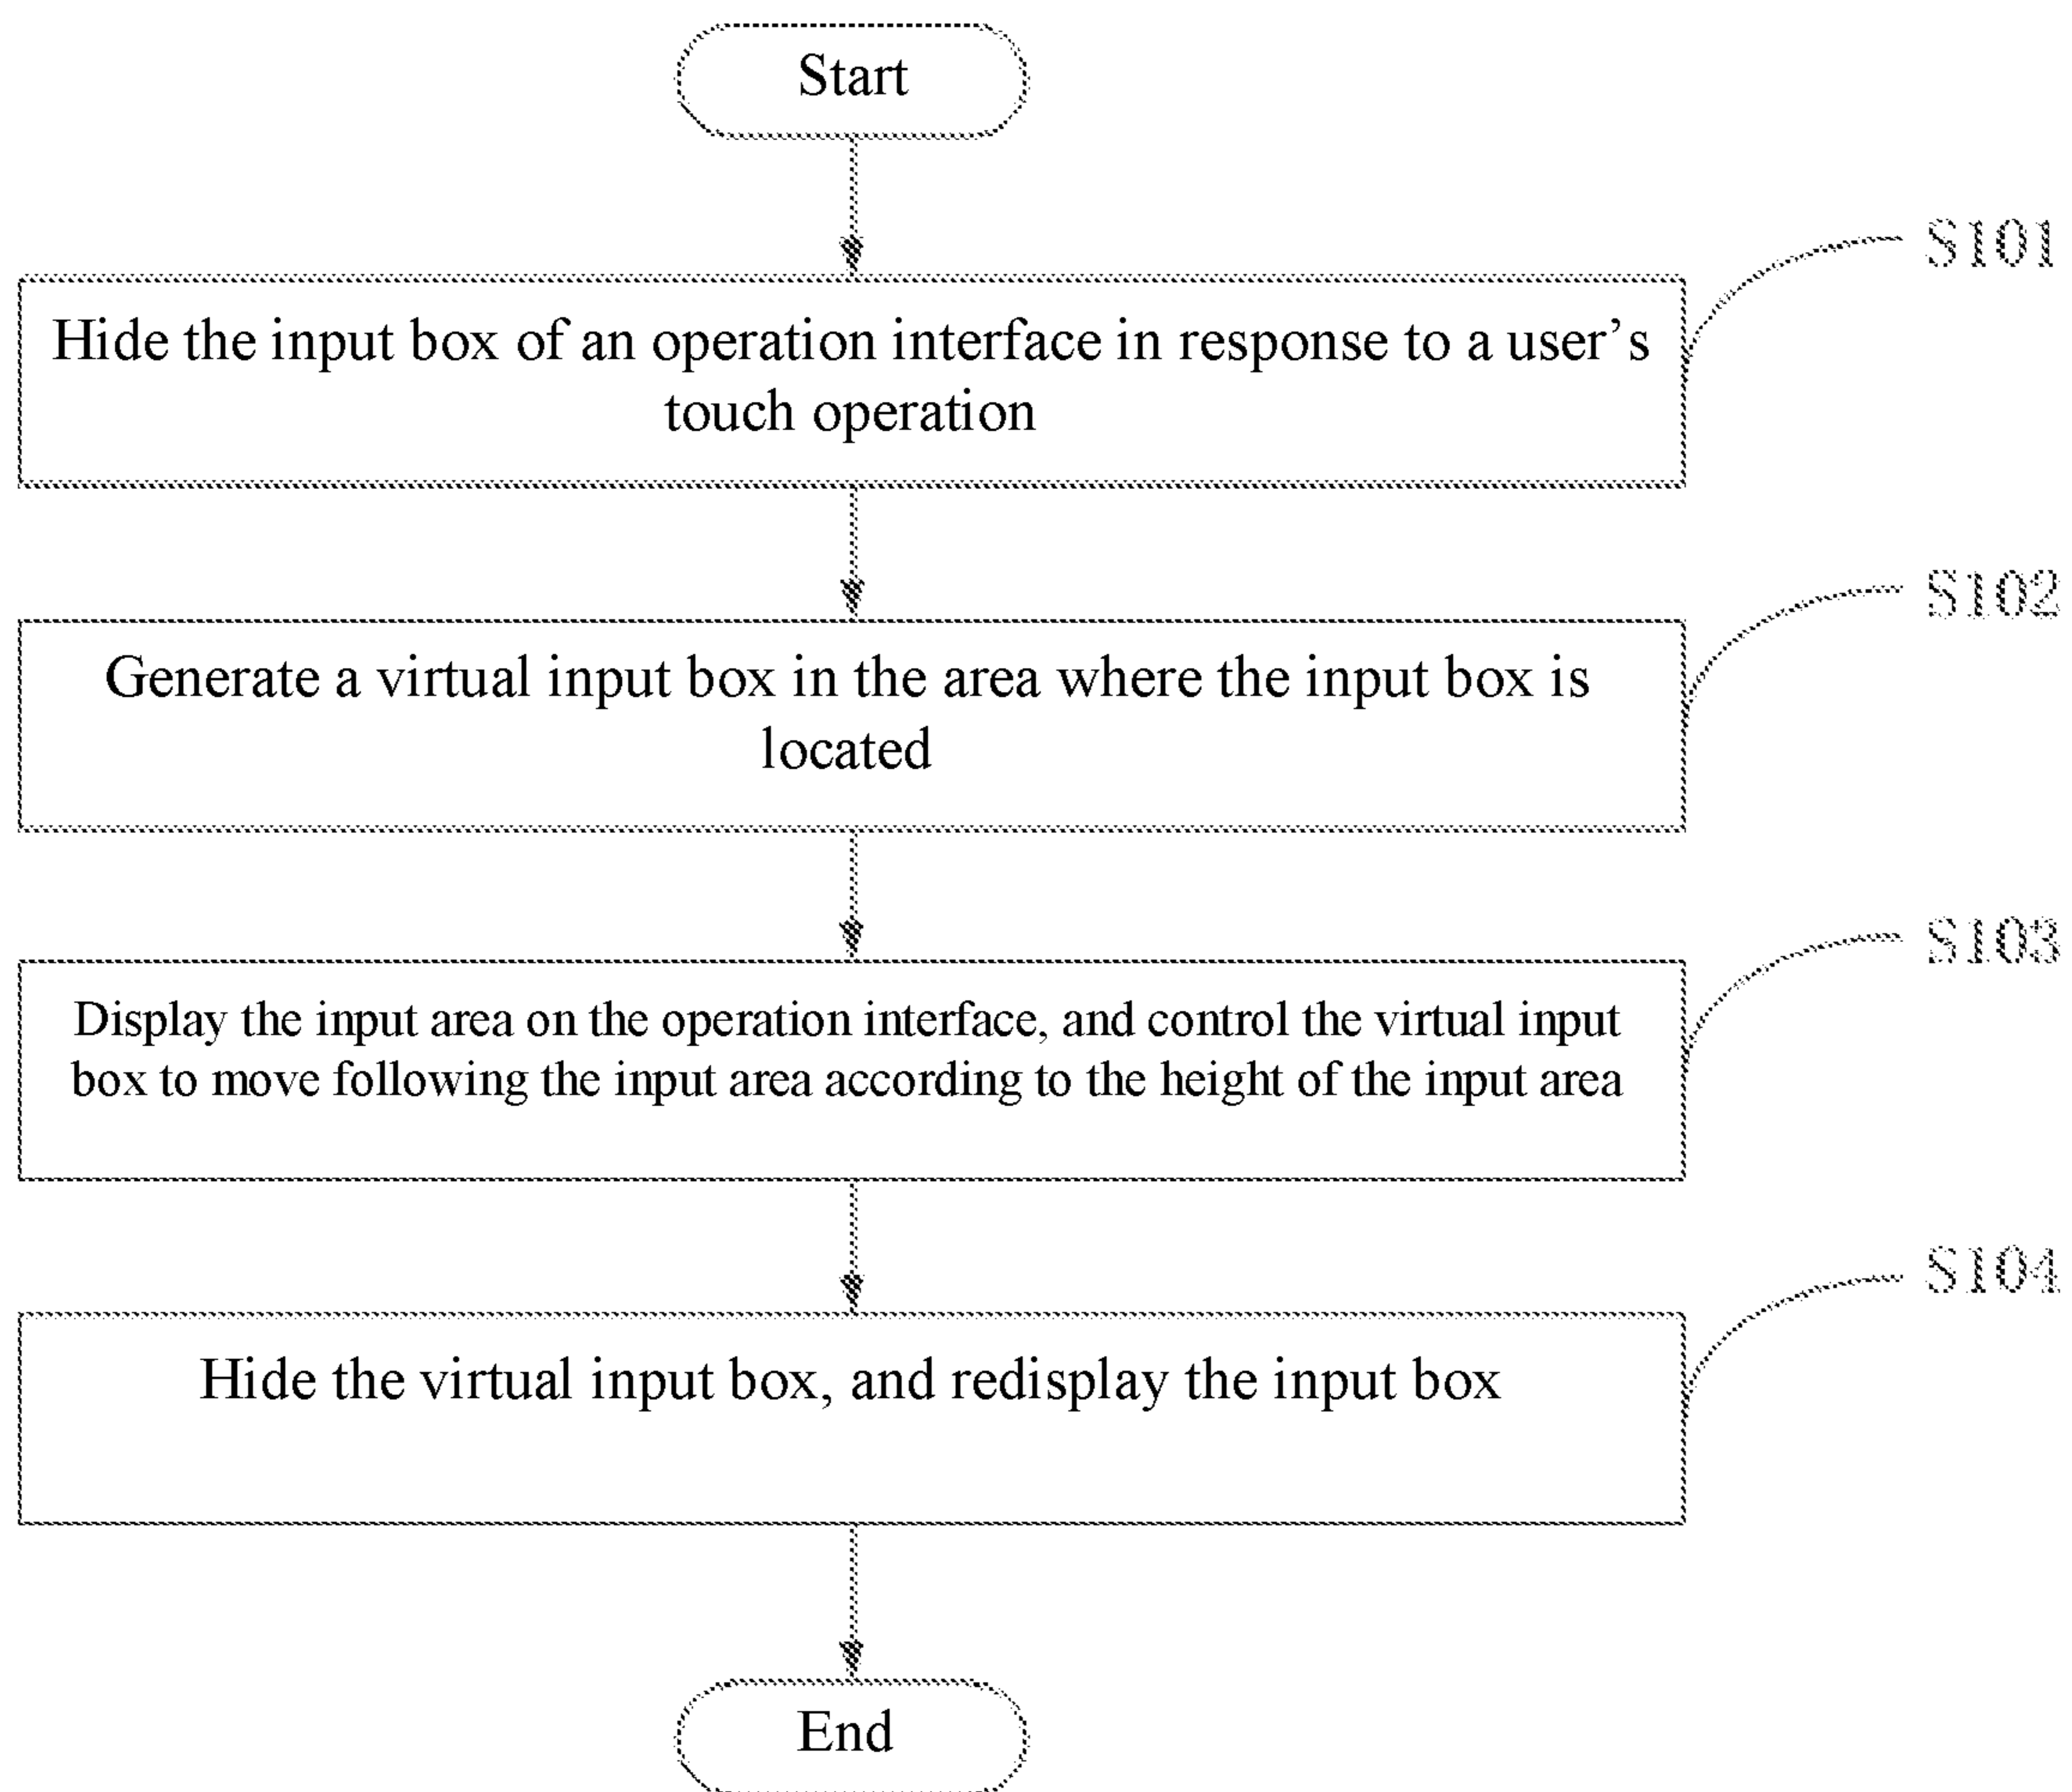 Start
S101
Hide the input box of an operation interface in response to a user’s
touch operation
S102
Generate a virtual input box in the area where the input box is
located
S103
Display the input area on the operation interface, and control the virtual input
box to move following the input area according to the height of the input area
S104
Hide the virtual input box, and redisplay the input box
End